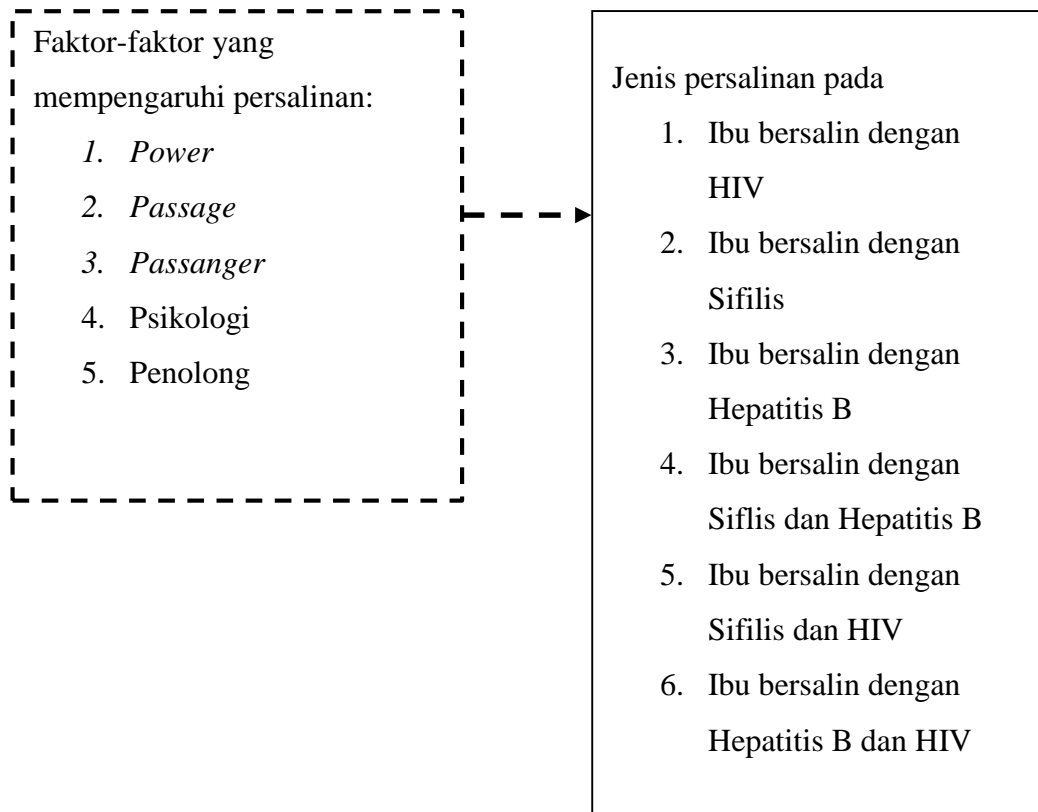 Faktor-faktor yang
mempengaruhi persalinan:
1. Power
2. Passage
3. Passanger
4. Psikologi
5. Penolong
Jenis persalinan pada
1. Ibu bersalin dengan
HIV
2. Ibu bersalin dengan
Sifilis
3. Ibu bersalin dengan
Hepatitis B
4. Ibu bersalin dengan
Siflis dan Hepatitis B
5. Ibu bersalin dengan
Sifilis dan HIV
6. Ibu bersalin dengan
Hepatitis B dan HIV